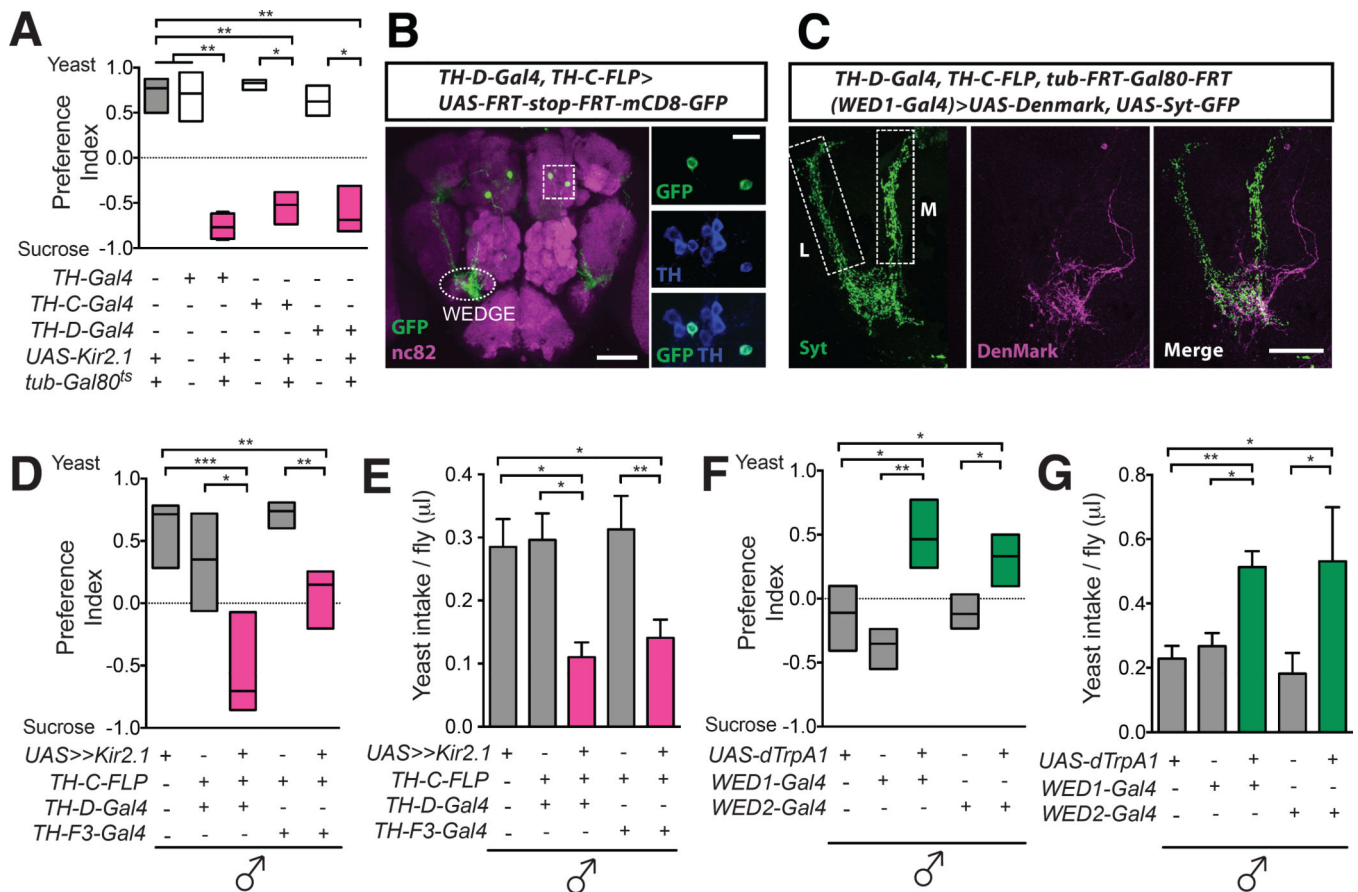 A
**
**
**
*
*
Yeast
1.0
0.5
0.0
-0.5
-1.0
Sucrose
Preference
Index
TH-Gal4 - + + - - - -
TH-C-Gal4 - - - + + - -
TH-D-Gal4 - - - - - + +
UAS-Kir2.1 + - + - + - +
tub-Gal80ts + - + - + - +
B
TH-D-Gal4, TH-C-FLP>
UAS-FRT-stop-FRT-mCD8-GFP
WEDGE
GFP
nc82
GFP
TH
GFP TH
C
TH-D-Gal4, TH-C-FLP, tub-FRT-Gal80-FRT
(WED1-Gal4)>UAS-Denmark, UAS-Syt-GFP
L
M
Syt
DenMark
Merge
D
**
***
*
**
Yeast
1.0
0.5
0.0
-0.5
-1.0
Sucrose
Preference
Index
UAS>>Kir2.1 + - + - +
TH-C-FLP - + + + +
TH-D-Gal4 - + + - -
TH-F3-Gal4 - - - + +
♂
E
*
*
*
**
0.4
0.3
0.2
0.1
0.0
Yeast intake / fly (µl)
UAS>>Kir2.1 + - + - +
TH-C-FLP - + + + +
TH-D-Gal4 - + + - -
TH-F3-Gal4 - - - + +
♂
F
*
*
**
*
Yeast
1.0
0.5
0.0
-0.5
-1.0
Sucrose
Preference
Index
UAS-dTrpA1 + - + - +
WED1-Gal4 - + + - -
WED2-Gal4 - - - + +
♂
G
*
**
*
*
0.8
0.6
0.4
0.2
0.0
Yeast intake / fly (µl)
UAS-dTrpA1 + - + - +
WED1-Gal4 - + + - -
WED2-Gal4 - - - + +
♂